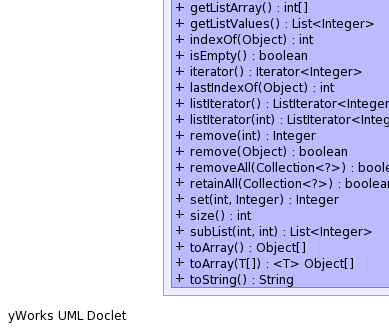 + getListArray() : int[]
+ getListValues() : List<Integer>
+ indexOf(Object) : int
+ isEmpty() : boolean
+ iterator() : Iterator<Integer>
+ lastIndexOf(Object) : int
+ listIterator() : ListIterator<Integer
+ listIterator(int) : ListIterator<Integ
+ remove(int) : Integer
+ remove(Object) : boolean
+ removeAll(Collection<?>) : boole
+ retainAll(Collection<?>) : boolean
+ set(int, Integer) : Integer
+ size() : int
+ subList(int, int) : List<Integer>
+ toArray() : Object[]
+ toArray(T[]) : <T> Object[]
+ toString() : String
yWorks UML Doclet